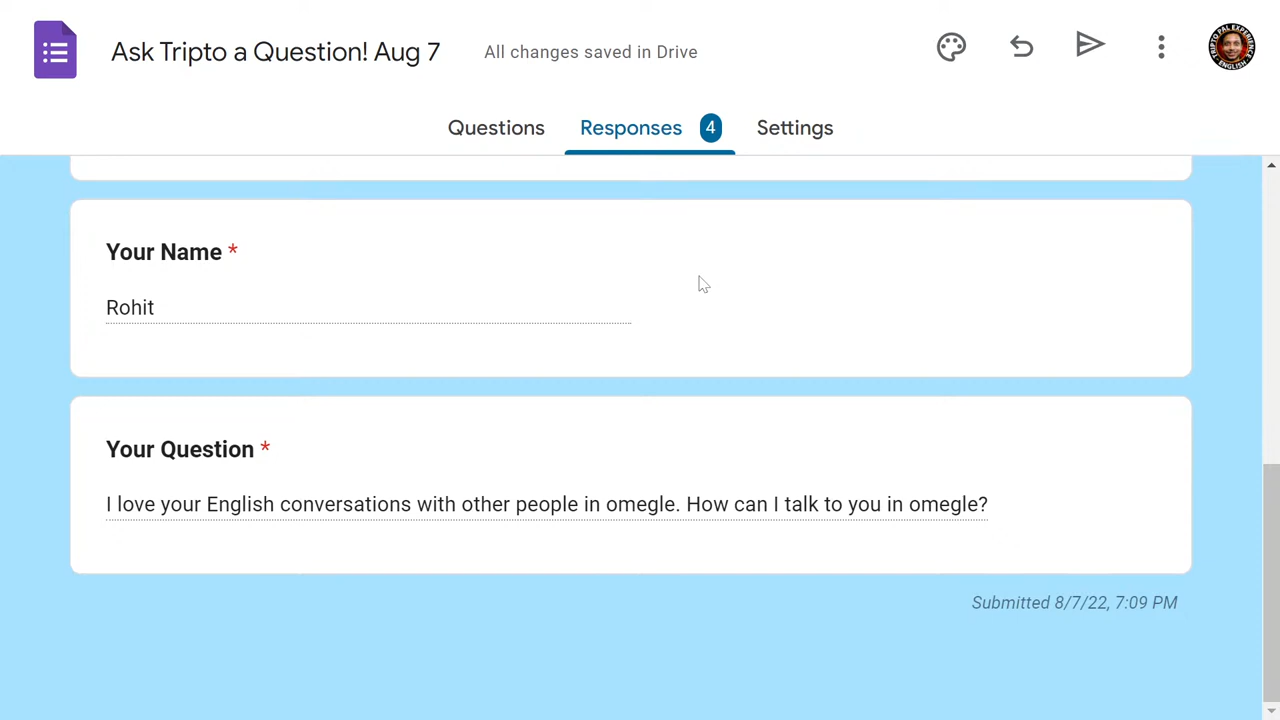 Ask Tripto a Question! Aug 7
All changes saved in Drive
Questions
Responses 4
Settings
Your Name *
Rohit
Your Question *
I love your English conversations with other people in omegle. How can I talk to you in omegle?
Submitted 8/7/22, 7:09 PM